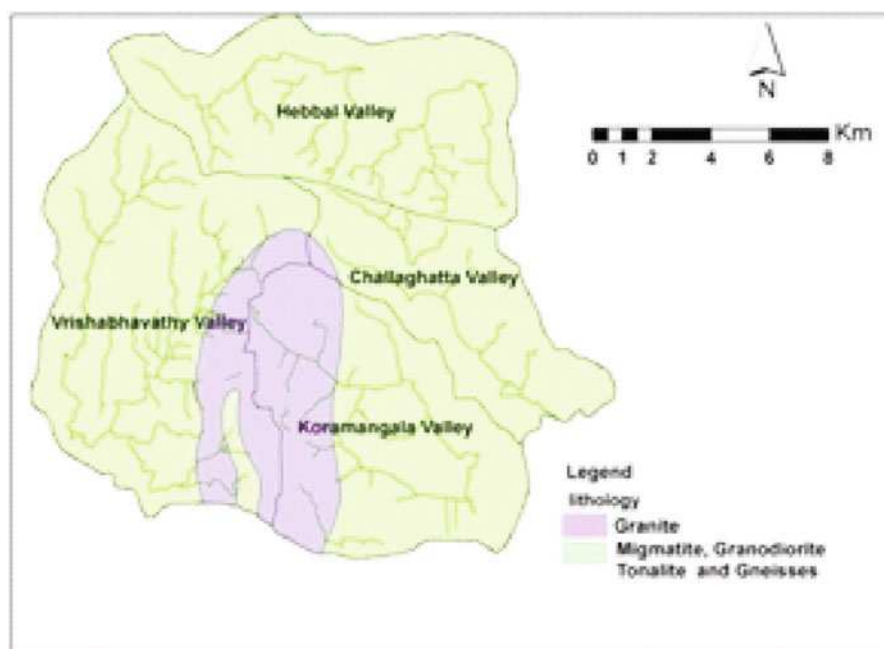 Hebbal Valley
N
Km
0 1 2 4 6 8
Challaghatta Valley
Vrishabhavathy Valley
Koramangala Valley
Legend
lithology
Granite
Migmatite, Granodiorite
Tonalite and Gneisses